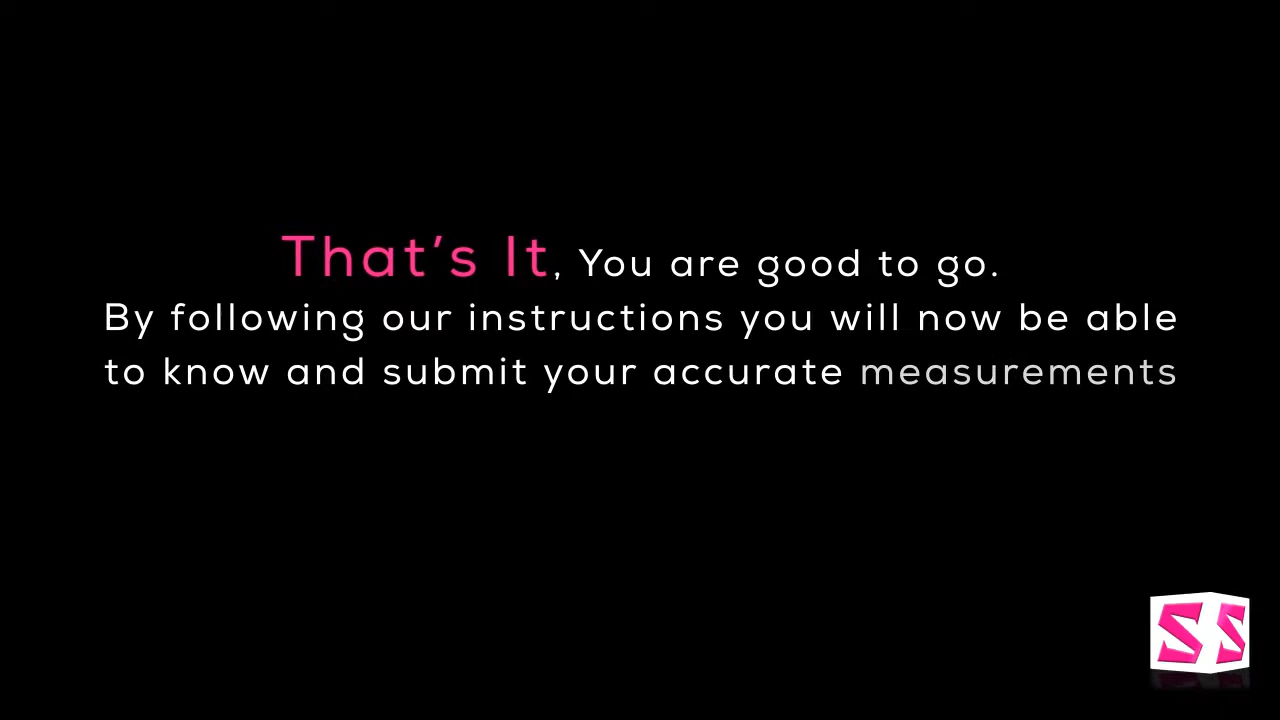 That's It, You are good to go.
By following our instructions you will now be able
to know and submit your accurate measurements
S S